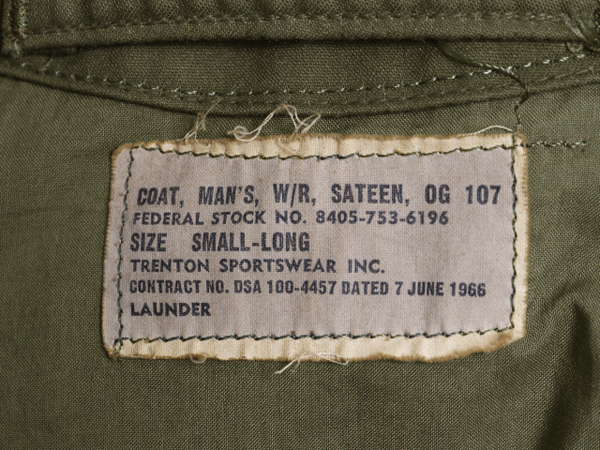 COAT, MAN'S, W/R, SATEEN, OG 107
FEDERAL STOCK NO. 8405-753-6196
SIZE SMALL-LONG
TRENTON SPORTSWEAR INC.
CONTRACT NO. DSA 100-4457 DATED 7 JUNE 1966
LAUNDER